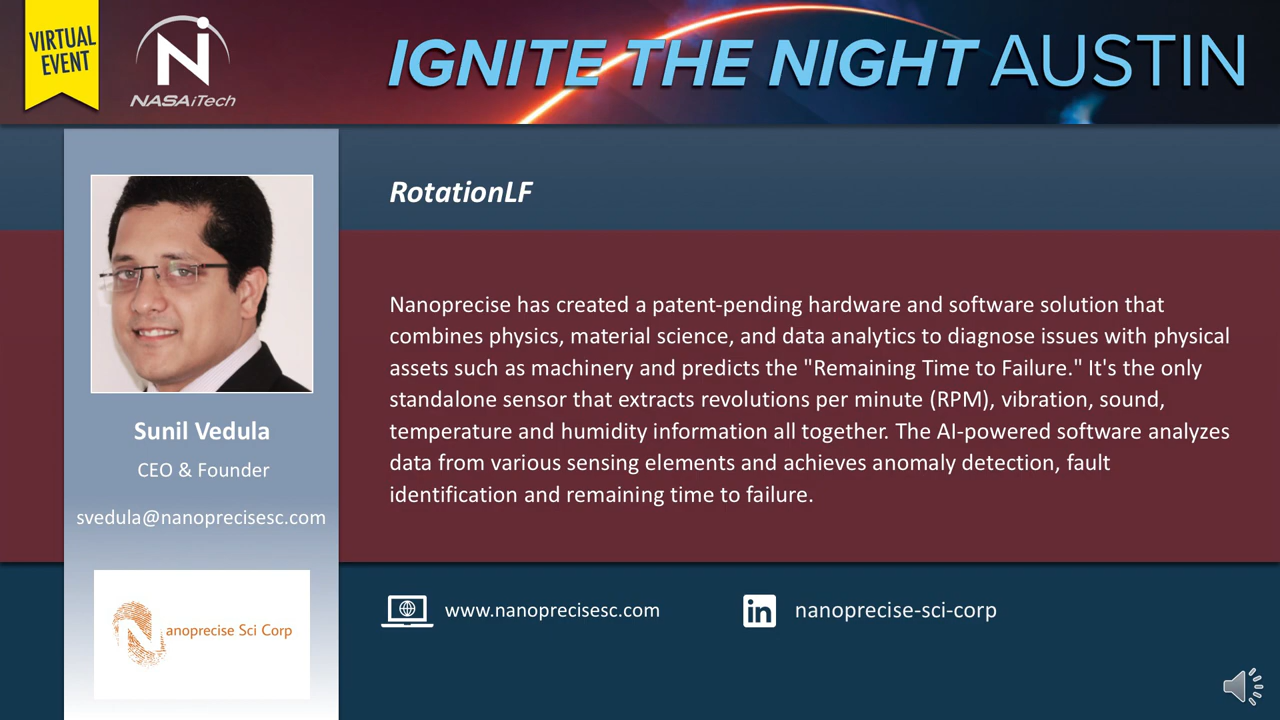 VIRTUAL
EVENT
NASAiTech
IGNITE THE NIGHT AUSTIN
RotationLF
Nanoprecise has created a patent-pending hardware and software solution that
combines physics, material science, and data analytics to diagnose issues with physical
assets such as machinery and predicts the "Remaining Time to Failure." It's the only
standalone sensor that extracts revolutions per minute (RPM), vibration, sound,
temperature and humidity information all together. The AI-powered software analyzes
data from various sensing elements and achieves anomaly detection, fault
identification and remaining time to failure.
Sunil Vedula
CEO & Founder
svedula@nanoprecisesc.com
Nanoprecise Sci Corp
www.nanoprecisesc.com
in nanoprecise-sci-corp